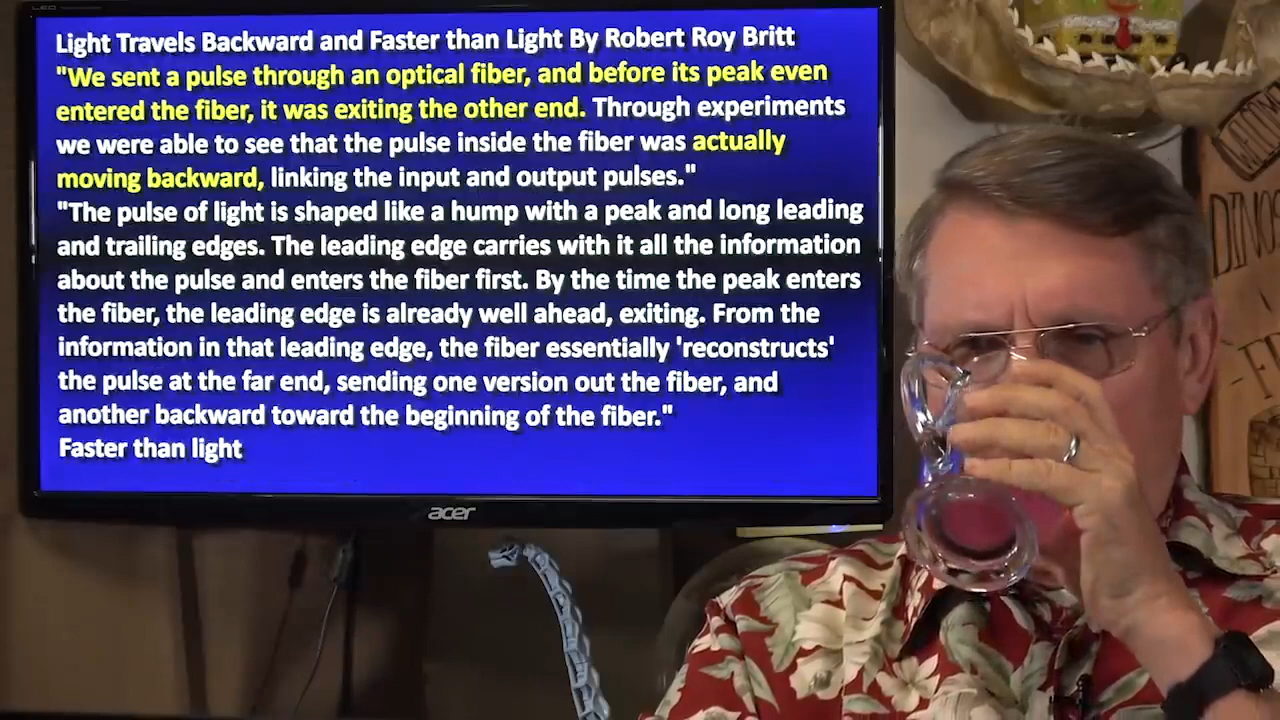 LED
Light Travels Backward and Faster than Light By Robert Roy Britt
"We sent a pulse through an optical fiber, and before its peak even
entered the fiber, it was exiting the other end. Through experiments
we were able to see that the pulse inside the fiber was actually
moving backward, linking the input and output pulses."
"The pulse of light is shaped like a hump with a peak and long leading
and trailing edges. The leading edge carries with it all the information
about the pulse and enters the fiber first. By the time the peak enters
the fiber, the leading edge is already well ahead, exiting. From the
information in that leading edge, the fiber essentially 'reconstructs'
the pulse at the far end, sending one version out the fiber, and
another backward toward the beginning of the fiber."
Faster than light
acer